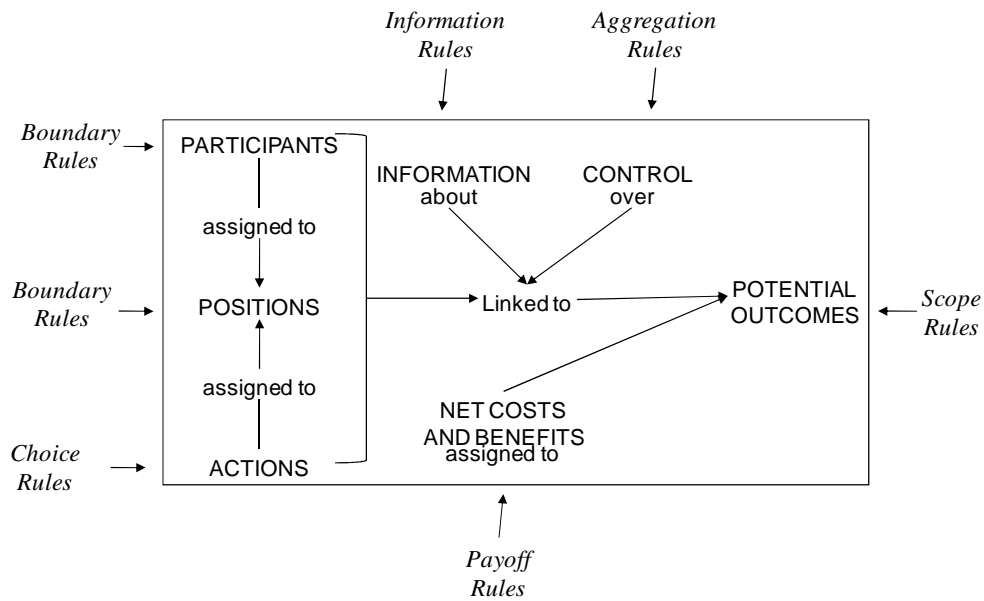 Information
Rules
Aggregation
Rules
Boundary
Rules
PARTICIPANTS
INFORMATION
about
CONTROL
over
assigned to
Boundary
Rules
POSITIONS
Linked to
POTENTIAL
OUTCOMES
Scope
Rules
assigned to
NET COSTS
AND BENEFITS
assigned to
Choice
Rules
ACTIONS
Payoff
Rules